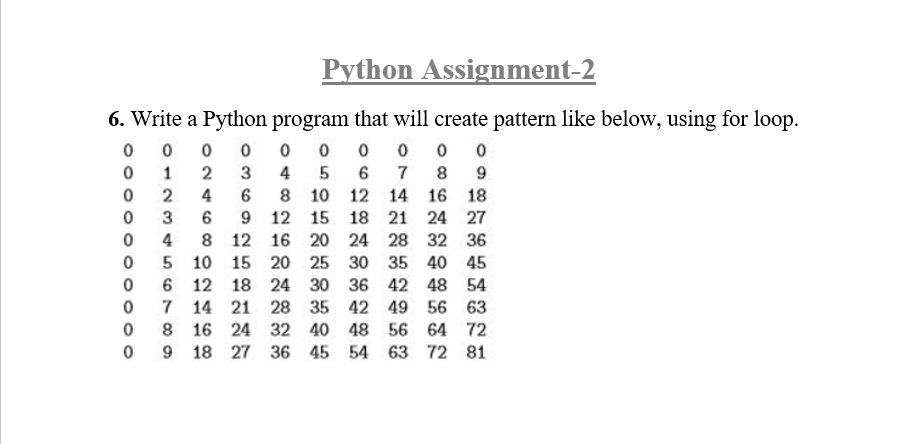 Python Assignment-2
6. Write a Python program that will create pattern like below, using for loop.
0 0 0 0 0 0 0 0 0 0
0 1 2 3 4 5 6 7 8 9
0 2 4 6 8 10 12 14 16 18
0 3 6 9 12 15 18 21 24 27
0 4 8 12 16 20 24 28 32 36
0 5 10 15 20 25 30 35 40 45
0 6 12 18 24 30 36 42 48 54
0 7 14 21 28 35 42 49 56 63
0 8 16 24 32 40 48 56 64 72
0 9 18 27 36 45 54 63 72 81